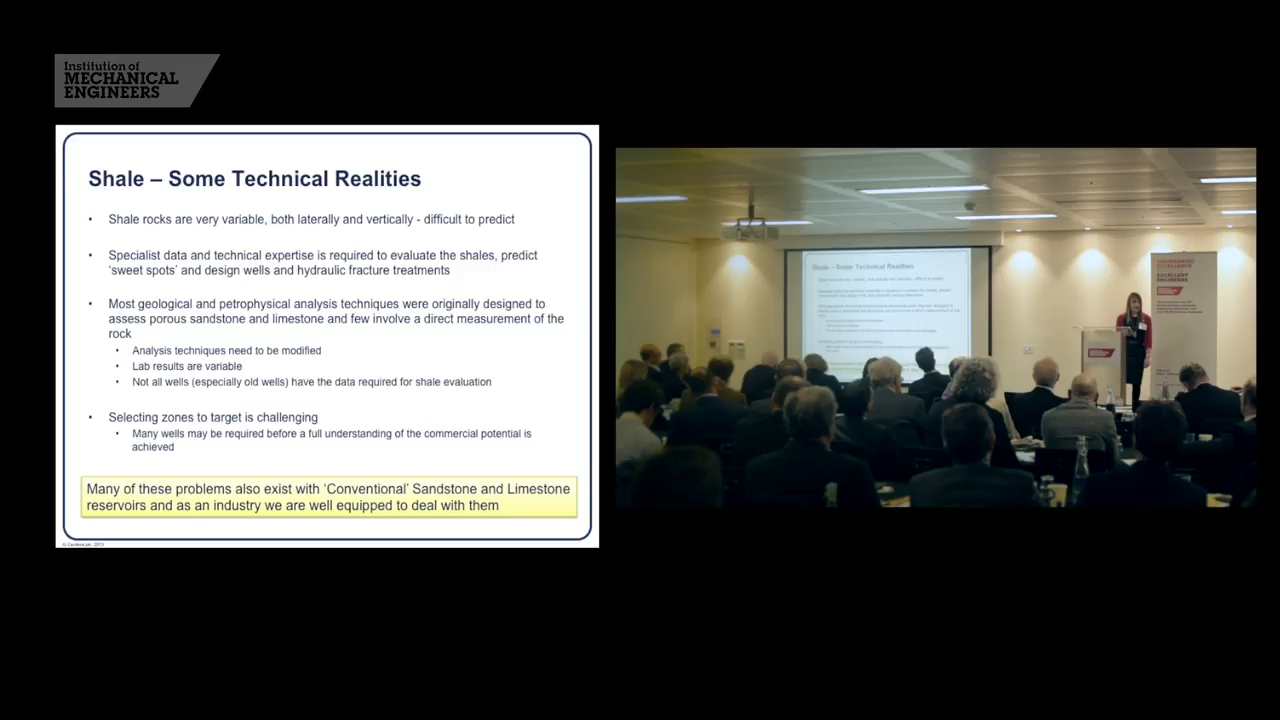 Institution of
MECHANICAL
ENGINEERS
Shale – Some Technical Realities
• Shale rocks are very variable, both laterally and vertically - difficult to predict
• Specialist data and technical expertise is required to evaluate the shales, predict
‘sweet spots’ and design wells and hydraulic fracture treatments
• Most geological and petrophysical analysis techniques were originally designed to
assess porous sandstone and limestone and few involve a direct measurement of the
rock
• Analysis techniques need to be modified
• Lab results are variable
• Not all wells (especially old wells) have the data required for shale evaluation
• Selecting zones to target is challenging
• Many wells may be required before a full understanding of the commercial potential is
achieved
Many of these problems also exist with ‘Conventional’ Sandstone and Limestone
reservoirs and as an industry we are well equipped to deal with them
Shale – Some Technical Realities
EXCELLENT
ENGINEERS